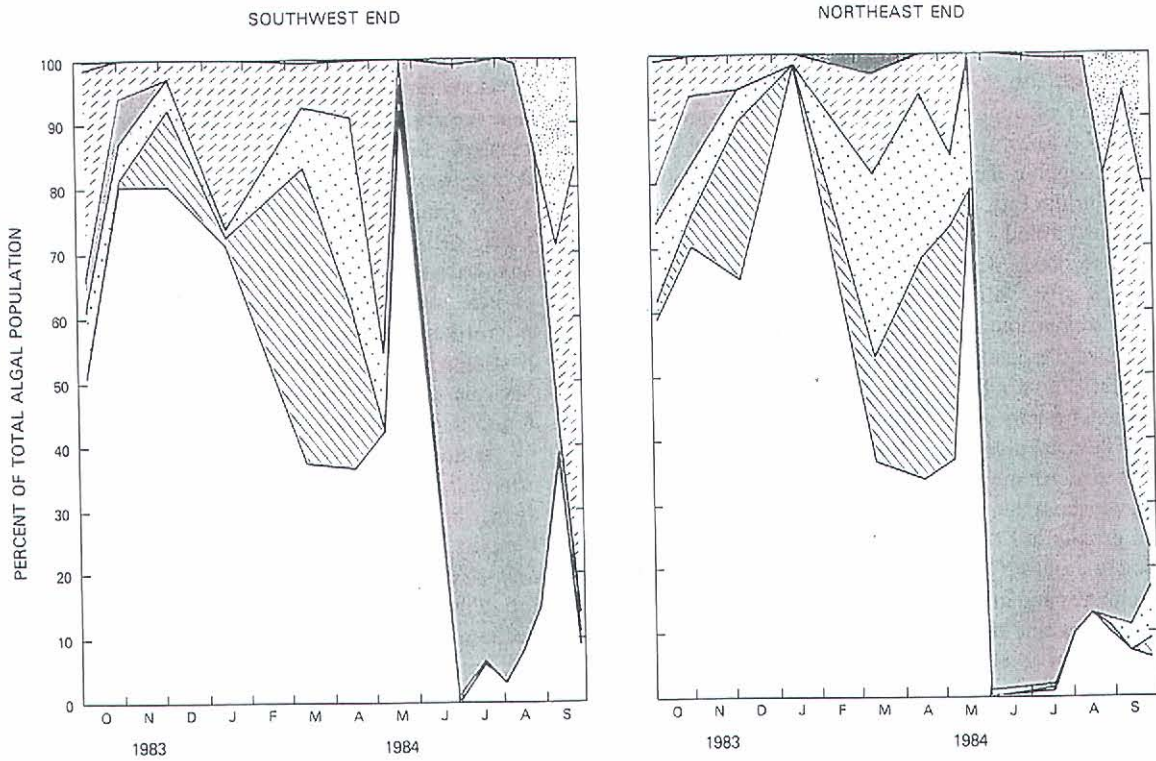 SOUTHWEST END
NORTHEAST END
PERCENT OF TOTAL ALGAL POPULATION
100
90
80
70
60
50
40
30
20
10
0
O N D J F M A M J J A S
1983 1984
O N D J F M A M J J A S
1983 1984